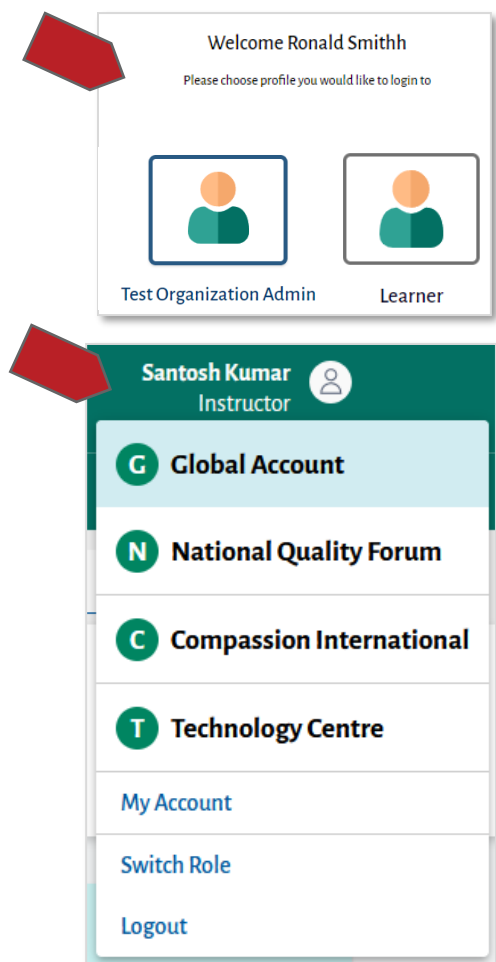 Welcome Ronald Smithh
Please choose profile you would like to login to
Test Organization Admin
Learner
Santosh Kumar
Instructor
G Global Account
N National Quality Forum
C Compassion International
T Technology Centre
My Account
Switch Role
Logout